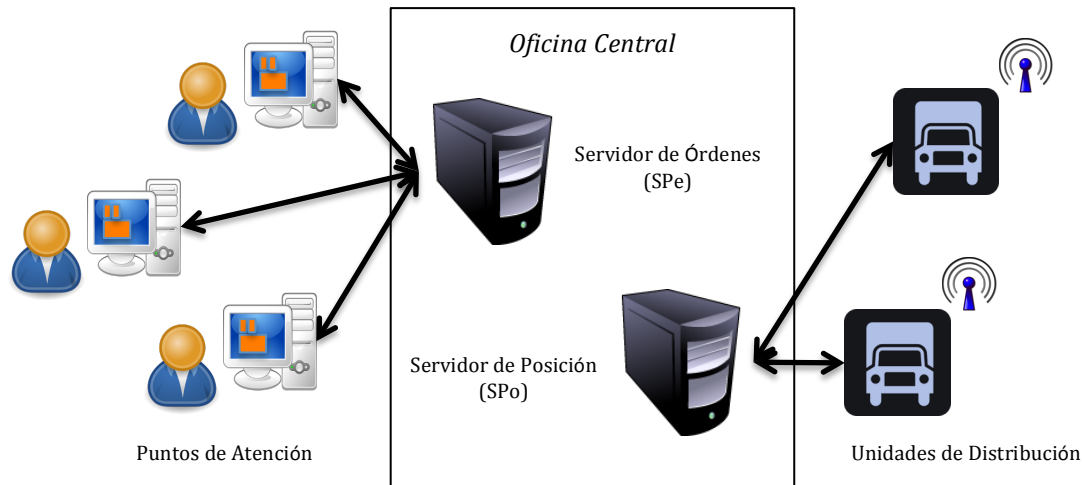 Oficina Central
Servidor de Órdenes
(SPe)
Servidor de Posición
(SPo)
Puntos de Atención
Unidades de Distribución